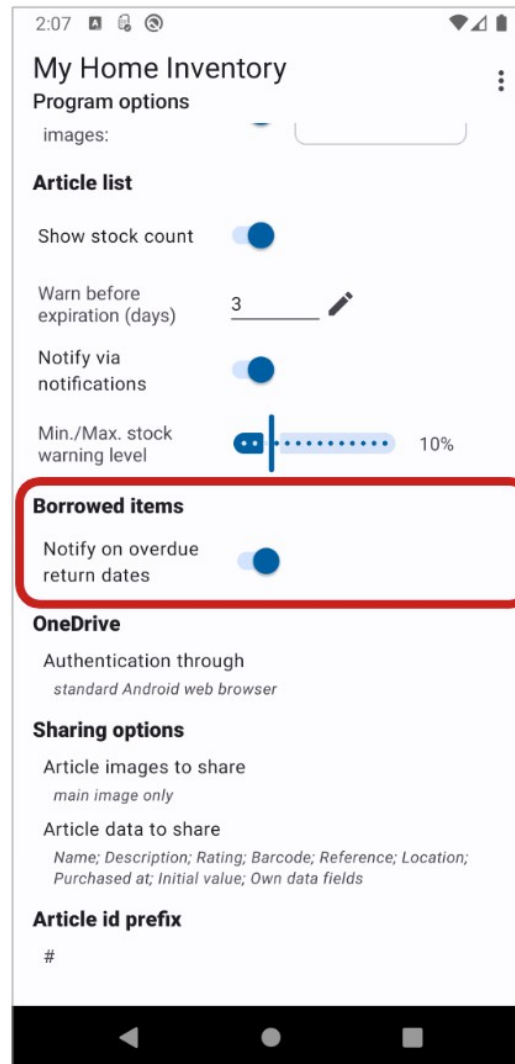 2:07
My Home Inventory
Program options
images:
Article list
Show stock count
Warn before
expiration (days)
3
Notify via
notifications
Min./Max. stock
warning level
10%
Borrowed items
Notify on overdue
return dates
OneDrive
Authentication through
standard Android web browser
Sharing options
Article images to share
main image only
Article data to share
Name; Description; Rating; Barcode; Reference; Location;
Purchased at; Initial value; Own data fields
Article id prefix
#